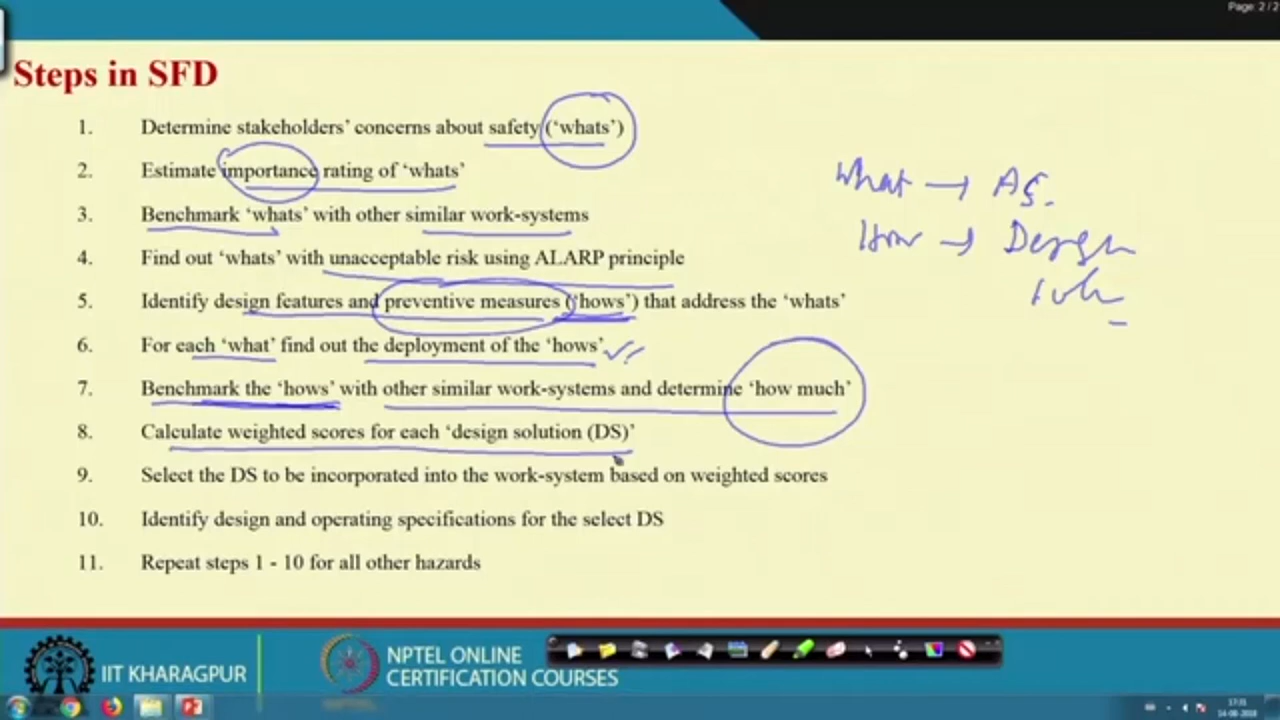 Page: 2 / 2
Steps in SFD
1. Determine stakeholders' concerns about safety ('whats')
2. Estimate importance rating of 'whats'
3. Benchmark 'whats' with other similar work-systems
4. Find out 'whats' with unacceptable risk using ALARP principle
5. Identify design features and preventive measures ('hows') that address the 'whats'
6. For each 'what' find out the deployment of the 'hows'
7. Benchmark the 'hows' with other similar work-systems and determine 'how much'
8. Calculate weighted scores for each 'design solution (DS)'
9. Select the DS to be incorporated into the work-system based on weighted scores
10. Identify design and operating specifications for the select DS
11. Repeat steps 1 - 10 for all other hazards
What →
How → Design
IIT KHARAGPUR
NPTEL ONLINE
CERTIFICATION COURSES
17:31
14-08-2018